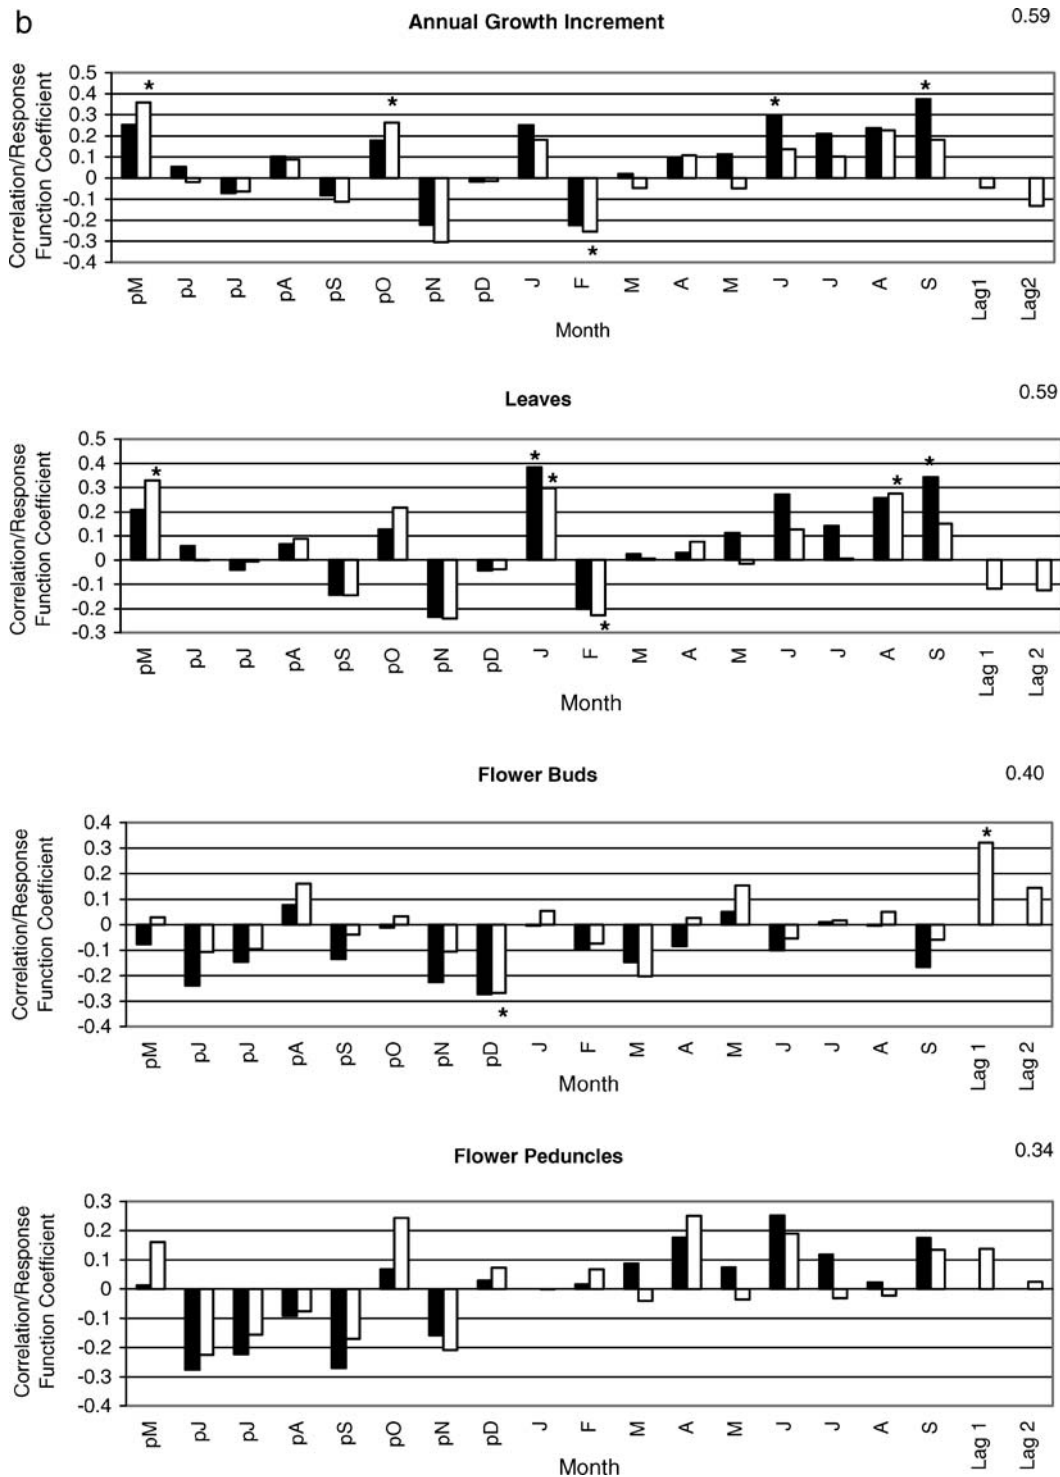 b
Annual Growth Increment
0.59
Correlation/Response
Function Coefficient
0.5
0.4
0.3
0.2
0.1
0
-0.1
-0.2
-0.3
-0.4
* * * * *
pM pJ pJ pA pS pO pN pD J F M A M J J A S Lag1 Lag2
Month
Leaves
0.59
Correlation/Response
Function Coefficient
0.5
0.4
0.3
0.2
0.1
0
-0.1
-0.2
-0.3
* * * * * *
pM pJ pJ pA pS pO pN pD J F M A M J J A S Lag 1 Lag 2
Month
Flower Buds
0.40
Correlation/Response
Function Coefficient
0.4
0.3
0.2
0.1
0
-0.1
-0.2
-0.3
-0.4
* *
pM pJ pJ pA pS pO pN pD J F M A M J J A S Lag 1 Lag 2
Month
Flower Peduncles
0.34
Correlation/Response
Function Coefficient
0.3
0.2
0.1
0
-0.1
-0.2
-0.3
-0.4
pM pJ pJ pA pS pO pN pD J F M A M J J A S Lag 1 Lag 2
Month